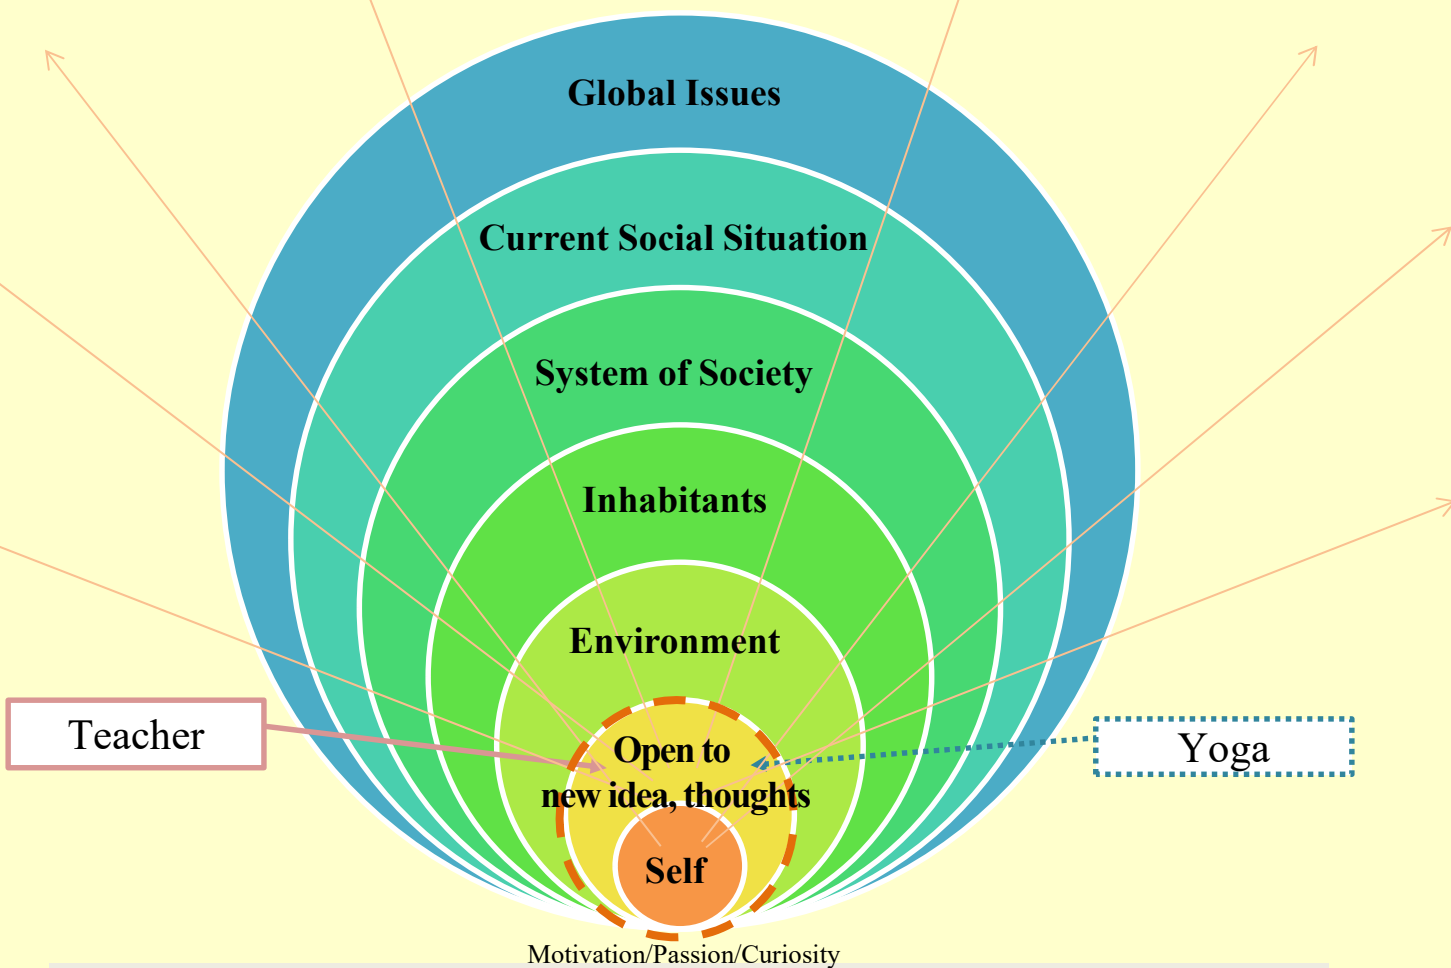 Global Issues
Current Social Situation
System of Society
Inhabitants
Environment
Teacher
Yoga
Open to
new idea, thoughts
Self
Motivation/Passion/Curiosity